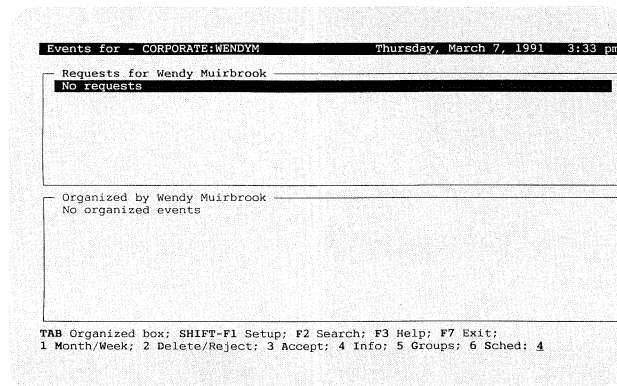 Events for - CORPORATE:WENDYM Thursday, March 7, 1991 3:33 pm
Requests for Wendy Muirbrook
No requests
Organized by Wendy Muirbrook
No organized events
TAB Organized box; SHIFT-F1 Setup; F2 Search; F3 Help; F7 Exit;
1 Month/Week; 2 Delete/Reject; 3 Accept; 4 Info; 5 Groups; 6 Sched: 4